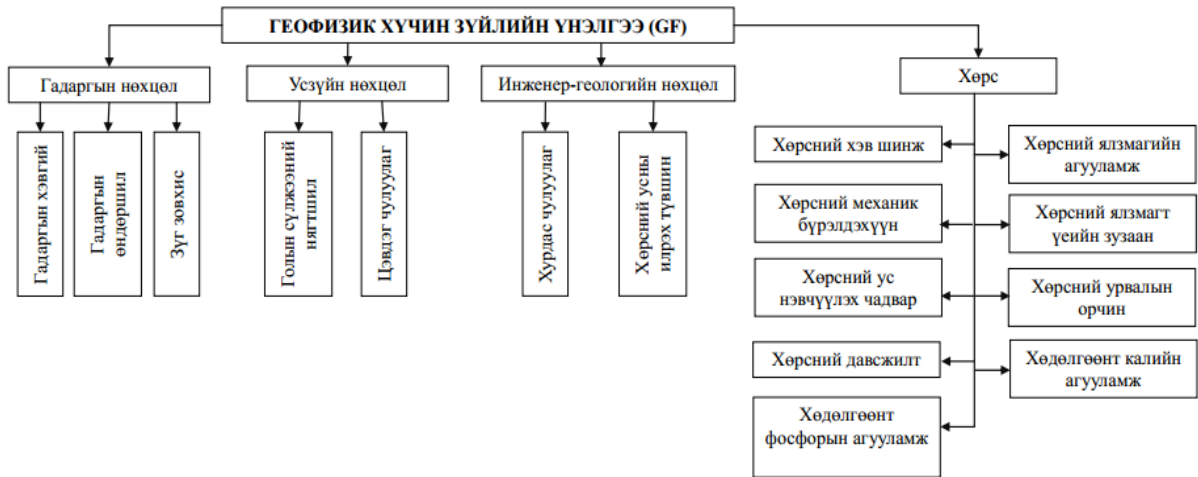 ГЕОФИЗИК ХҮЧИН ЗҮЙЛИЙН ҮНЭЛГЭЭ (GF)
Гадаргын нөхцөл
Усзүйн нөхцөл
Инженер-геологийн нөхцөл
Хөрс
Гадаргын хэвгий
Гадаргын
өндөршил
Зүг зовхис
Голын сүлжээний
нягтшил
Цэвдэг чулуулаг
Хурдас чулуулаг
Хөрсний усны
илрэх түвшин
Хөрсний хэв шинж
Хөрсний ялзмагийн
агууламж
Хөрсний механик
бүрэлдэхүүн
Хөрсний ялзмагт
үеийн зузаан
Хөрсний ус
нэвчүүлэх чадвар
Хөрсний урвалын
орчин
Хөрсний давсжилт
Хөдөлгөөнт калийн
агууламж
Хөдөлгөөнт
фосфорын агууламж